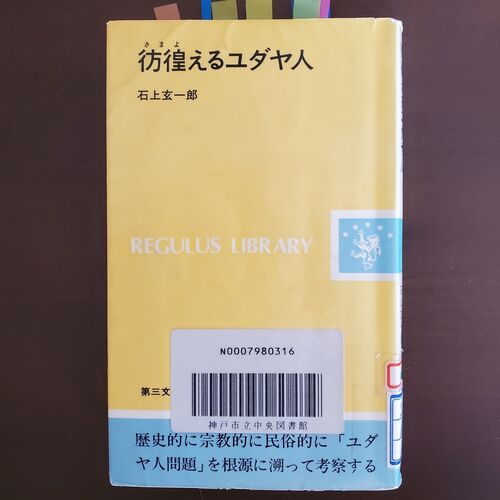 さまよ
彷徨えるユダヤ人
石上玄一郎
REGULUS LIBRARY
N0007980316
第三文
神戸市立中央図書館
歴史的に宗教的に民俗的に「ユダ
ヤ人問題」を根源に溯って考察する